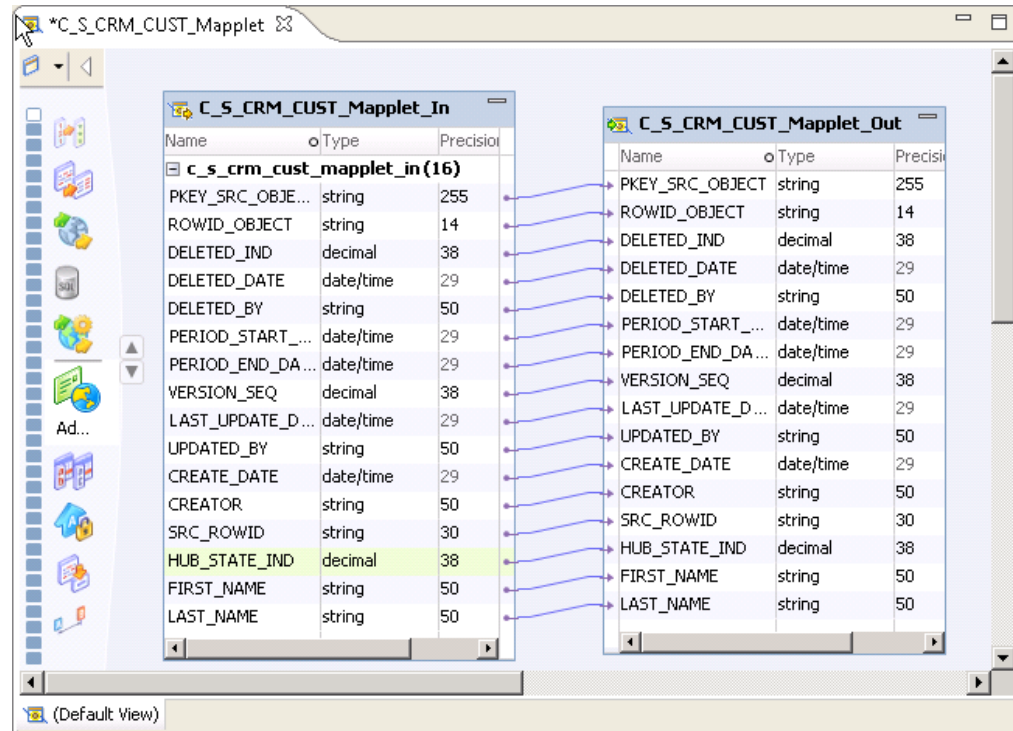 *C_S_CRM_CUST_Mapplet
C_S_CRM_CUST_Mapplet_In
Name Type Precision
c_s_crm_cust_mapplet_in (16)
PKEY_SRC_OBJE... string 255
ROWID_OBJECT string 14
DELETED_IND decimal 38
DELETED_DATE date/time 29
DELETED_BY string 50
PERIOD_START_... date/time 29
PERIOD_END_DA... date/time 29
VERSION_SEQ decimal 38
LAST_UPDATE_D... date/time 29
UPDATED_BY string 50
CREATE_DATE date/time 29
CREATOR string 50
SRC_ROWID string 30
HUB_STATE_IND decimal 38
FIRST_NAME string 50
LAST_NAME string 50
C_S_CRM_CUST_Mapplet_Out
Name Type Precisi
PKEY_SRC_OBJECT string 255
ROWID_OBJECT string 14
DELETED_IND decimal 38
DELETED_DATE date/time 29
DELETED_BY string 50
PERIOD_START_... date/time 29
PERIOD_END_DA... date/time 29
VERSION_SEQ decimal 38
LAST_UPDATE_D... date/time 29
UPDATED_BY string 50
CREATE_DATE date/time 29
CREATOR string 50
SRC_ROWID string 30
HUB_STATE_IND decimal 38
FIRST_NAME string 50
LAST_NAME string 50
SQL
Ad...
(Default View)